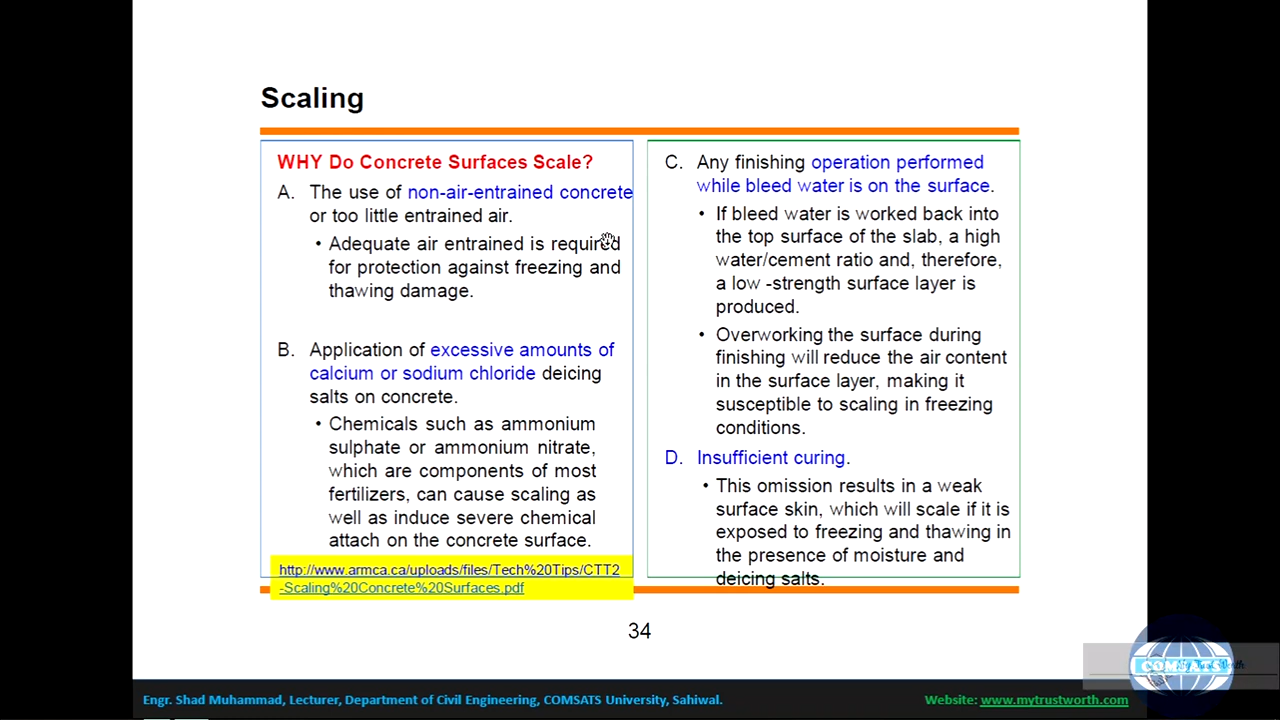 Scaling
WHY Do Concrete Surfaces Scale?
A. The use of non-air-entrained concrete
or too little entrained air.
• Adequate air entrained is required
for protection against freezing and
thawing damage.
B. Application of excessive amounts of
calcium or sodium chloride deicing
salts on concrete.
• Chemicals such as ammonium
sulphate or ammonium nitrate,
which are components of most
fertilizers, can cause scaling as
well as induce severe chemical
attach on the concrete surface.
http://www.armca.ca/uploads/files/Tech%20Tips/CTT2
-Scaling%20Concrete%20Surfaces.pdf
C. Any finishing operation performed
while bleed water is on the surface.
• If bleed water is worked back into
the top surface of the slab, a high
water/cement ratio and, therefore,
a low -strength surface layer is
produced.
• Overworking the surface during
finishing will reduce the air content
in the surface layer, making it
susceptible to scaling in freezing
conditions.
D. Insufficient curing.
• This omission results in a weak
surface skin, which will scale if it is
exposed to freezing and thawing in
the presence of moisture and
deicing salts.
34
COMSATS
My Trust Worth
Engr. Shad Muhammad, Lecturer, Department of Civil Engineering, COMSATS University, Sahiwal.
Website: www.mytrustworth.com